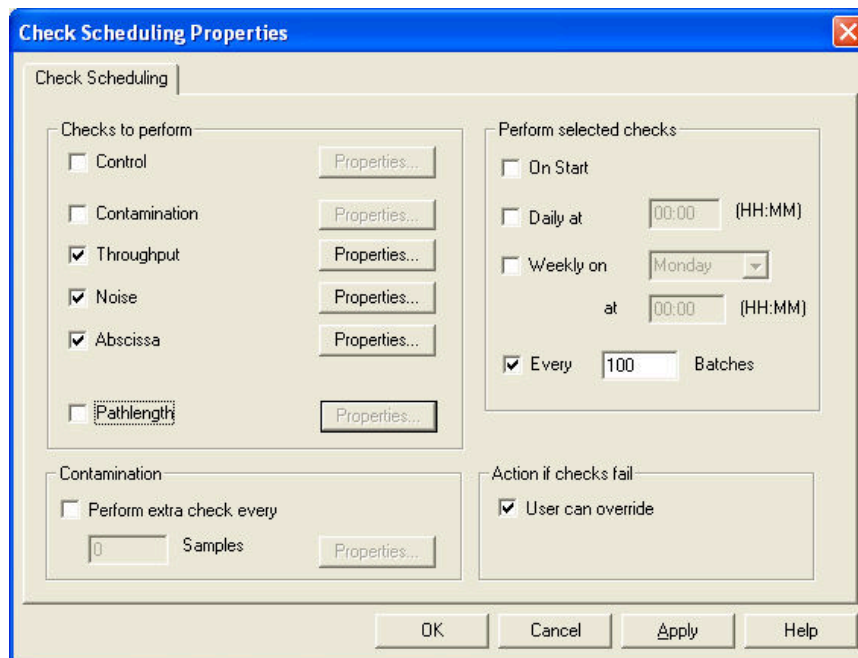 Check Scheduling Properties
Check Scheduling
Checks to perform
Control Properties...
Contamination Properties...
Throughput Properties...
Noise Properties...
Abscissa Properties...
Pathlength Properties...
Perform selected checks
On Start
Daily at 00:00 (HH:MM)
Weekly on Monday
at 00:00 (HH:MM)
Every 100 Batches
Contamination
Perform extra check every
0 Samples Properties...
Action if checks fail
User can override
OK Cancel Apply Help